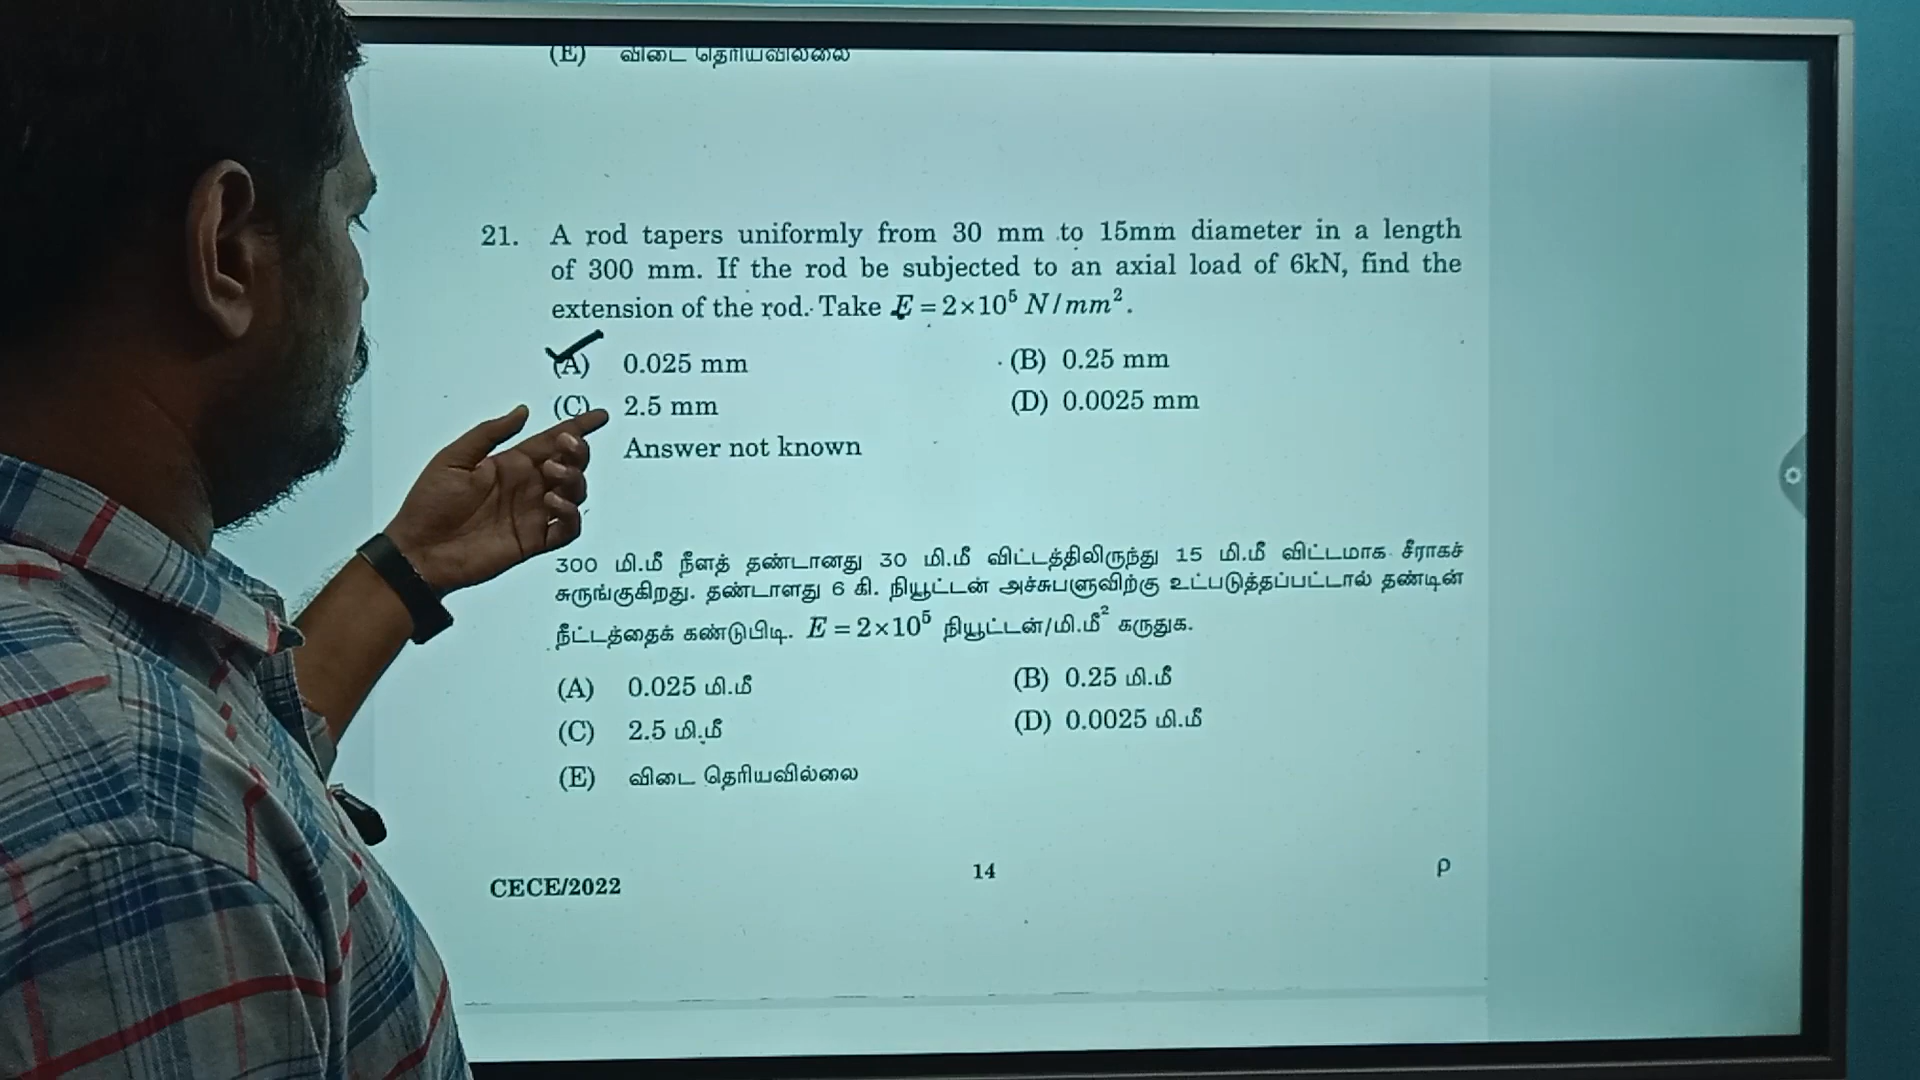 (E) விடை தெரியவில்லை
21. A rod tapers uniformly from 30 mm to 15mm diameter in a length
of 300 mm. If the rod be subjected to an axial load of 6kN, find the
extension of the rod. Take E = 2×10⁵ N/mm².
(A) 0.025 mm (B) 0.25 mm
(C) 2.5 mm (D) 0.0025 mm
Answer not known
300 மி.மீ நீளத் தண்டானது 30 மி.மீ விட்டத்திலிருந்து 15 மி.மீ விட்டமாக சீராகச்
சுருங்குகிறது. தண்டாளது 6 கி. நியூட்டன் அச்சுபளுவிற்கு உட்படுத்தப்பட்டால் தண்டின்
நீட்டத்தைக் கண்டுபிடி. E = 2×10⁵ நியூட்டன்/மி.மீ² கருதுக.
(A) 0.025 மி.மீ (B) 0.25 மி.மீ
(C) 2.5 மி.மீ (D) 0.0025 மி.மீ
(E) விடை தெரியவில்லை
CECE/2022 14 ρ